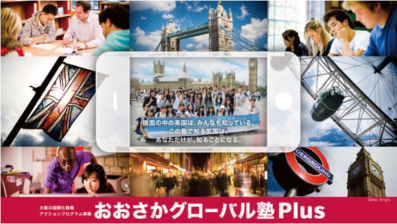 画面の中の英国は、みんなも知っている。
この塾で知る英国は、
あなただけが、知ることになる。
UNDERGROUND
大阪の国際化戦略
アクションプログラム事業
おおさかグローバル塾Plus